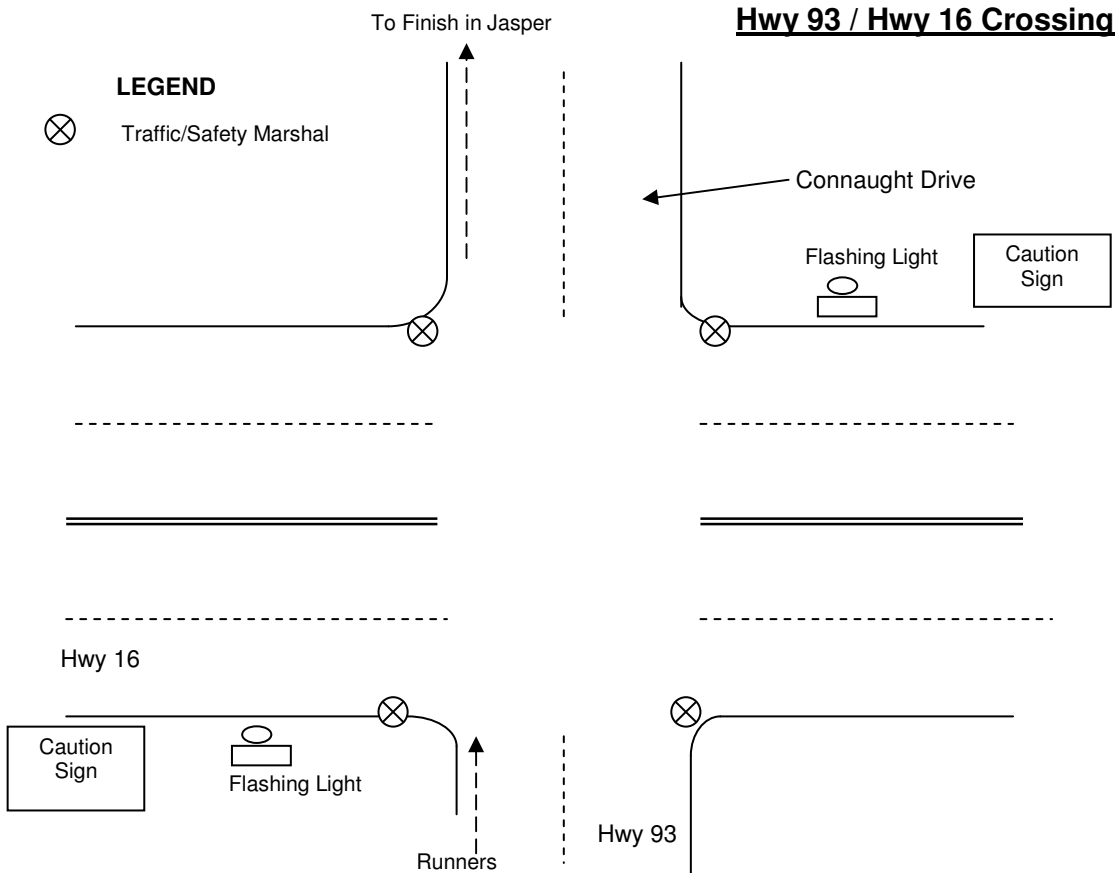 To Finish in Jasper
Hwy 93 / Hwy 16 Crossing
LEGEND
Traffic/Safety Marshal
Connaught Drive
Flashing Light
Caution
Sign
Hwy 16
Caution
Sign
Flashing Light
Hwy 93
Runners